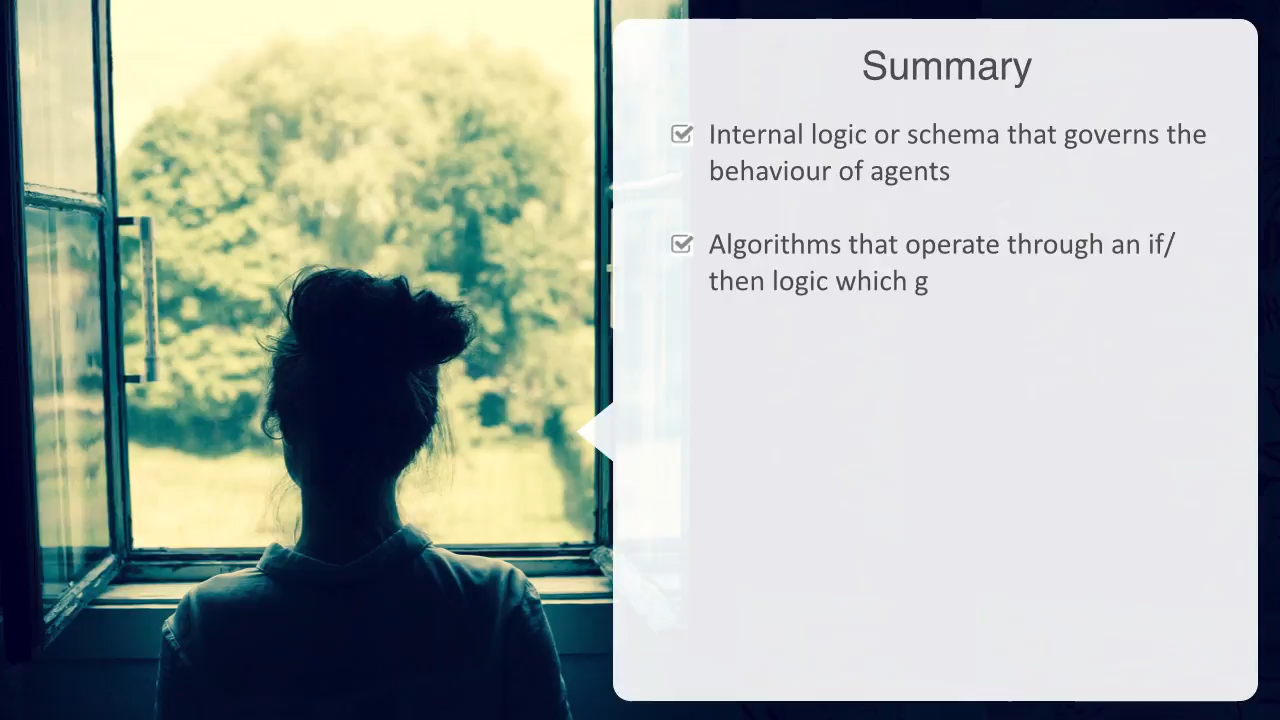 Summary
Internal logic or schema that governs the
behaviour of agents
Algorithms that operate through an if/
then logic which g